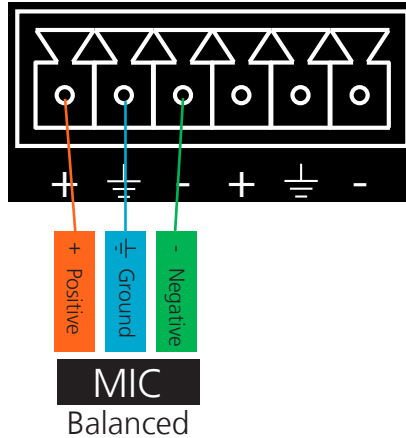 + ⏚ - + ⏚ -
+ Positive
⏚ Ground
- Negative
MIC
Balanced